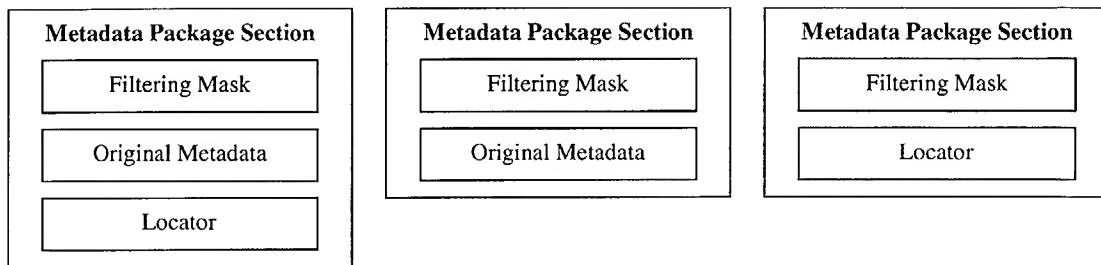 Metadata Package Section
Filtering Mask
Original Metadata
Locator
Metadata Package Section
Filtering Mask
Original Metadata
Metadata Package Section
Filtering Mask
Locator